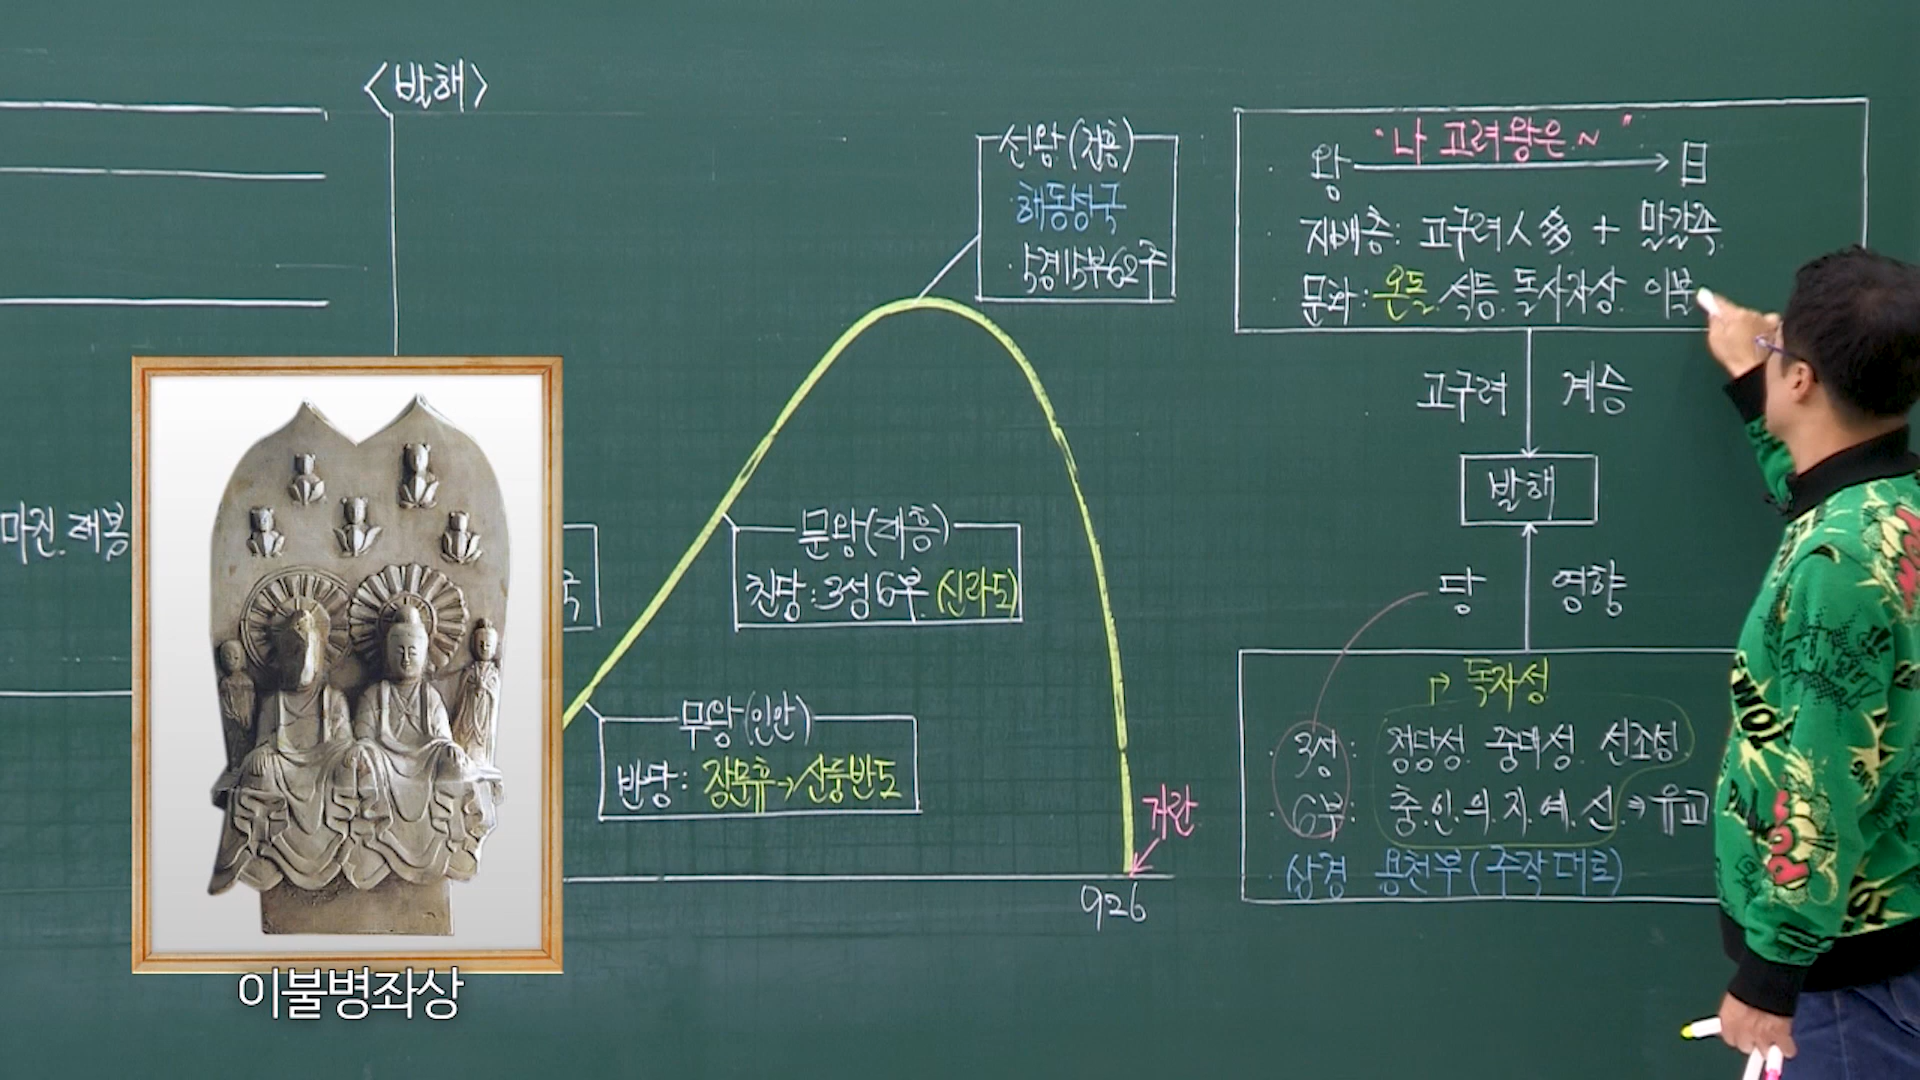 <발해>
마진.태봉
국
선왕(건흥)
·해동성국
·5경15부62주
문왕(대흥)
친당:3성6부 (신라도)
무왕(인안)
반당: 장문휴→산둥반도
거란
926
"나 고려왕은~"
· 왕 → 日
· 지배층: 고구려人多 + 말갈족
· 문화: 온돌.석등.돌사자상. 이불
고구려 계승
발해
당 영향
→ 독자성
· 3성: 정당성. 중대성. 선조성.
· 6부: 충.인.의.지.예.신.⇒유교
상경 용천부(주작대로)
이불병좌상